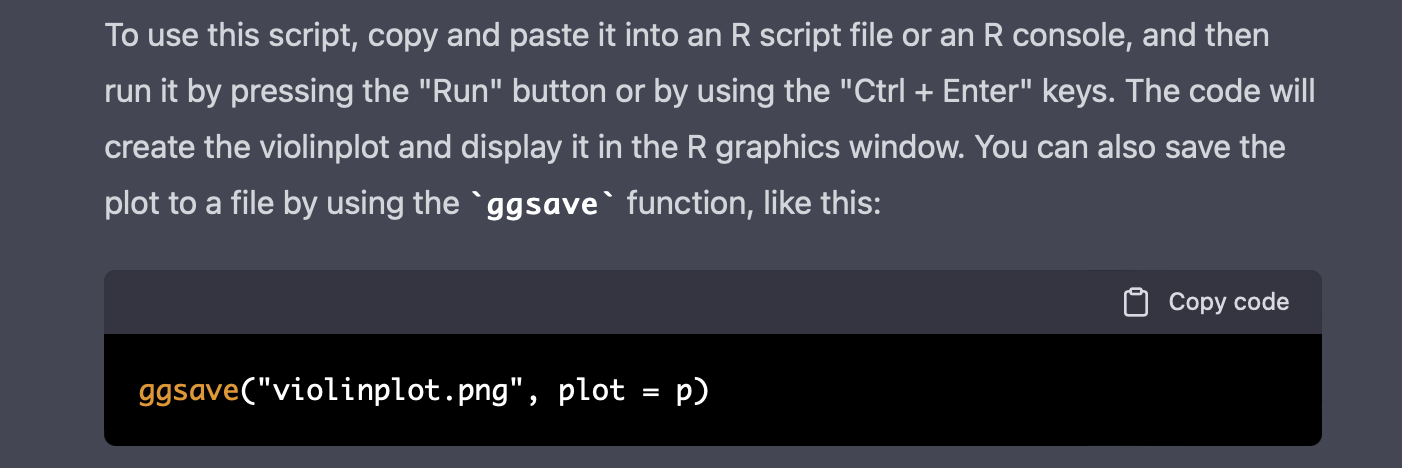 To use this script, copy and paste it into an R script file or an R console, and then
run it by pressing the "Run" button or by using the "Ctrl + Enter" keys. The code will
create the violinplot and display it in the R graphics window. You can also save the
plot to a file by using the `ggsave` function, like this:
Copy code
ggsave("violinplot.png", plot = p)